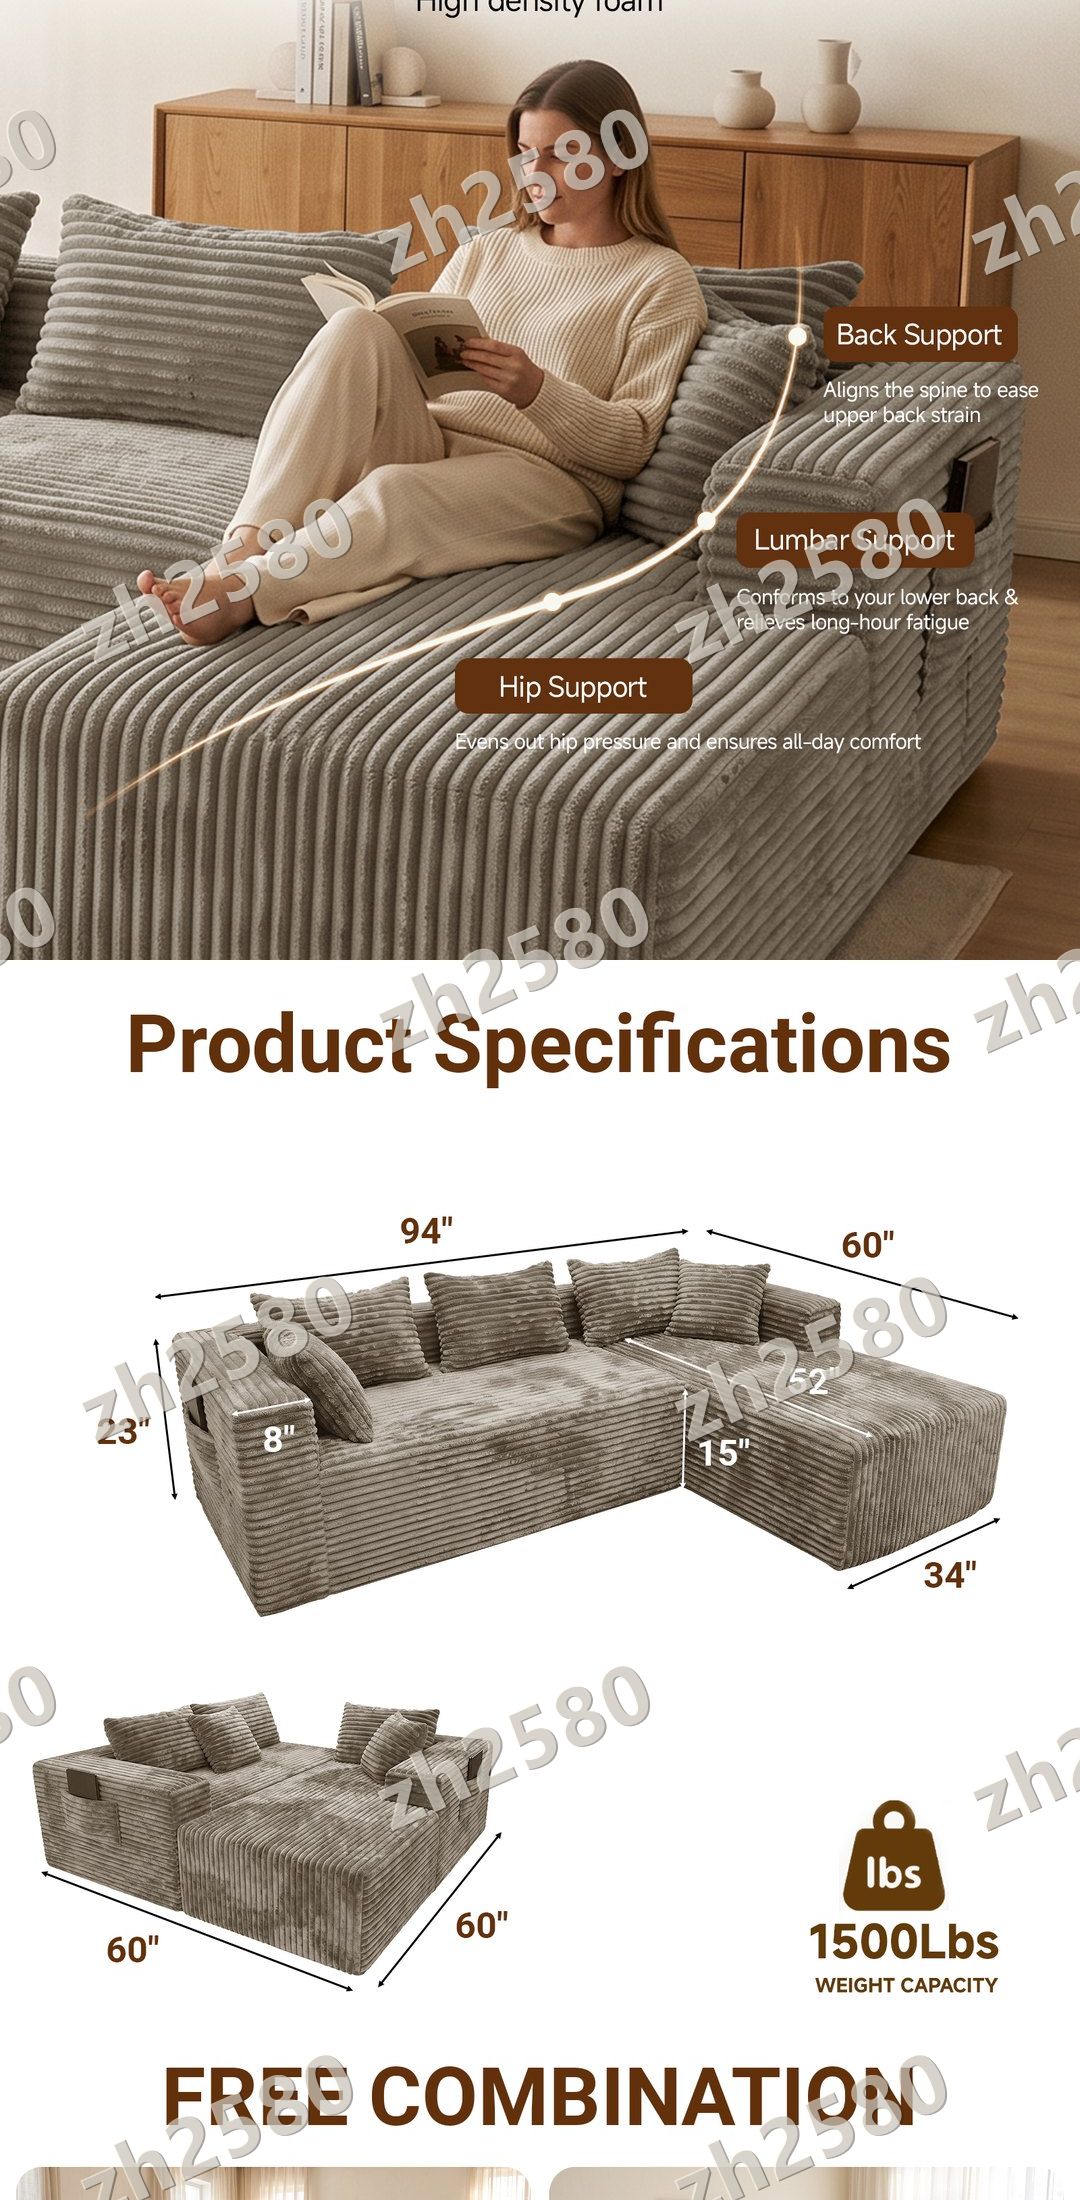 High density foam
Back Support
Aligns the spine to ease
upper back strain
Lumbar Support
Conforms to your lower back &
relieves long-hour fatigue
Hip Support
Evens out hip pressure and ensures all-day comfort
Product Specifications
94"
60"
52"
23"
8"
15"
34"
60"
60"
lbs
1500Lbs
WEIGHT CAPACITY
FREE COMBINATION
zh2580